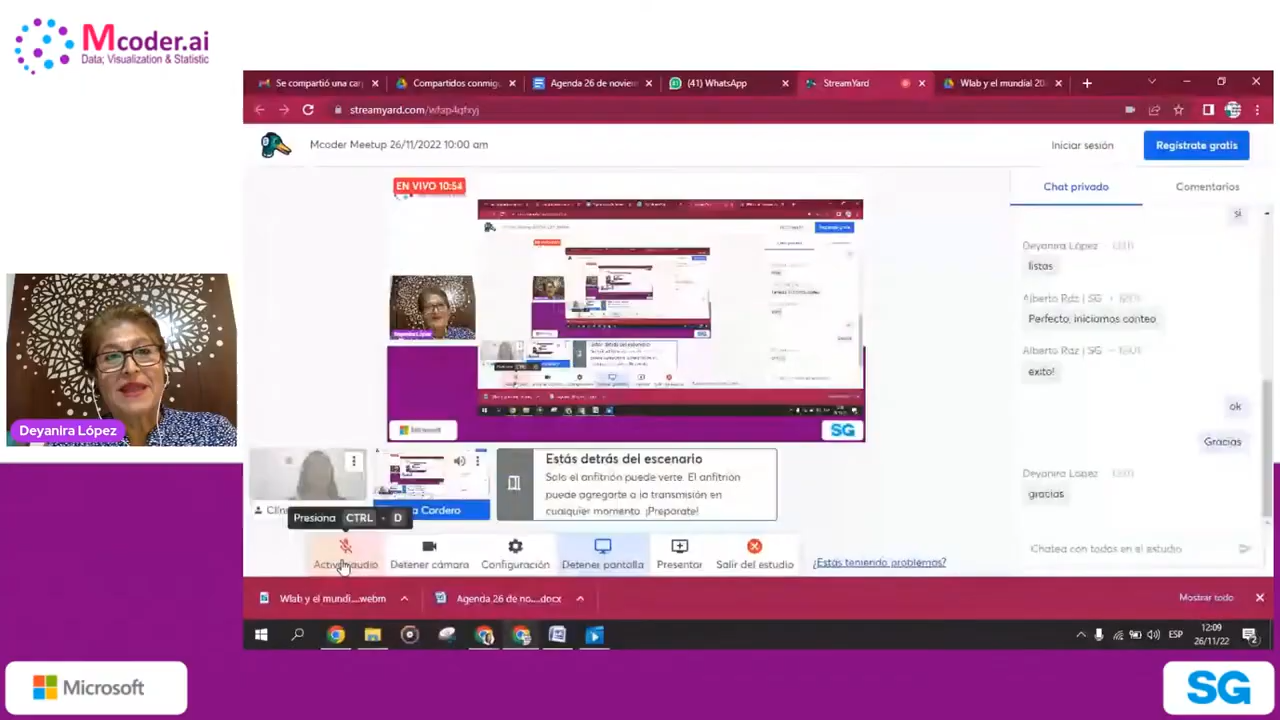 Mcoder.ai
Data; Visualization & Statistic
Se compartió una car
Compartidos conmig
Agenda 26 de noviem
(41) WhatsApp
StreamYard
Wlab y el mundial 20
Mcoder Meetup 26/11/2022 10:00 am
Iniciar sesión
Regístrate gratis
EN VIVO 10:54
Chat privado
Comentarios
si
Deyanira López
listas
Alberto Rdz | SG
Perfecto, iniciamos conteo
Alberto Rdz | SG
exito!
ok
Gracias
Deyanira López
gracias
Chatea con todos en el estudio
Deyanira López
Microsoft
SG
Cordero
Estás detrás del escenario
Solo el anfitrión puede verte. El anfitrión
puede agregarte a la transmisión en
cualquier momento. ¡Prepárate!
Presiona CTRL + D
Detener cámara
Configuración
Detener pantalla
Presentar
Salir del estudio
¿Estás teniendo problemas?
Wlab y el mundi....webm
Agenda 26 de no....docx
Mostrar todo
ESP
12:09
26/11/22
Microsoft
SG